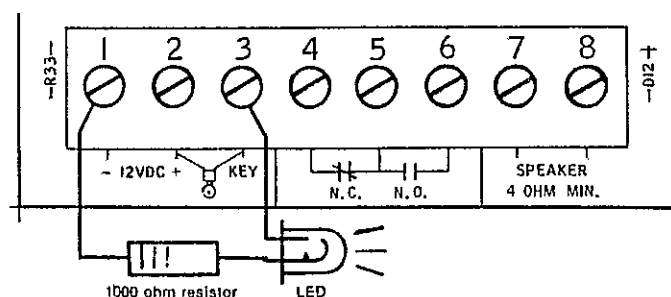 1 2 3 4 5 6 7 8
-R33-
-D12+
- 12VDC + KEY
N.C. N.O.
SPEAKER
4 OHM MIN.
1000 ohm resistor LED